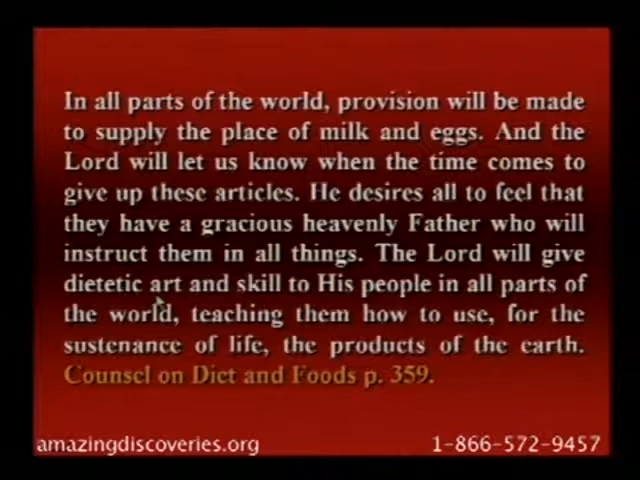 In all parts of the world, provision will be made
to supply the place of milk and eggs. And the
Lord will let us know when the time comes to
give up these articles. He desires all to feel that
they have a gracious heavenly Father who will
instruct them in all things. The Lord will give
dietetic art and skill to His people in all parts of
the world, teaching them how to use, for the
sustenance of life, the products of the earth.
Counsel on Diet and Foods p. 359.
amazingdiscoveries.org 1-866-572-9457